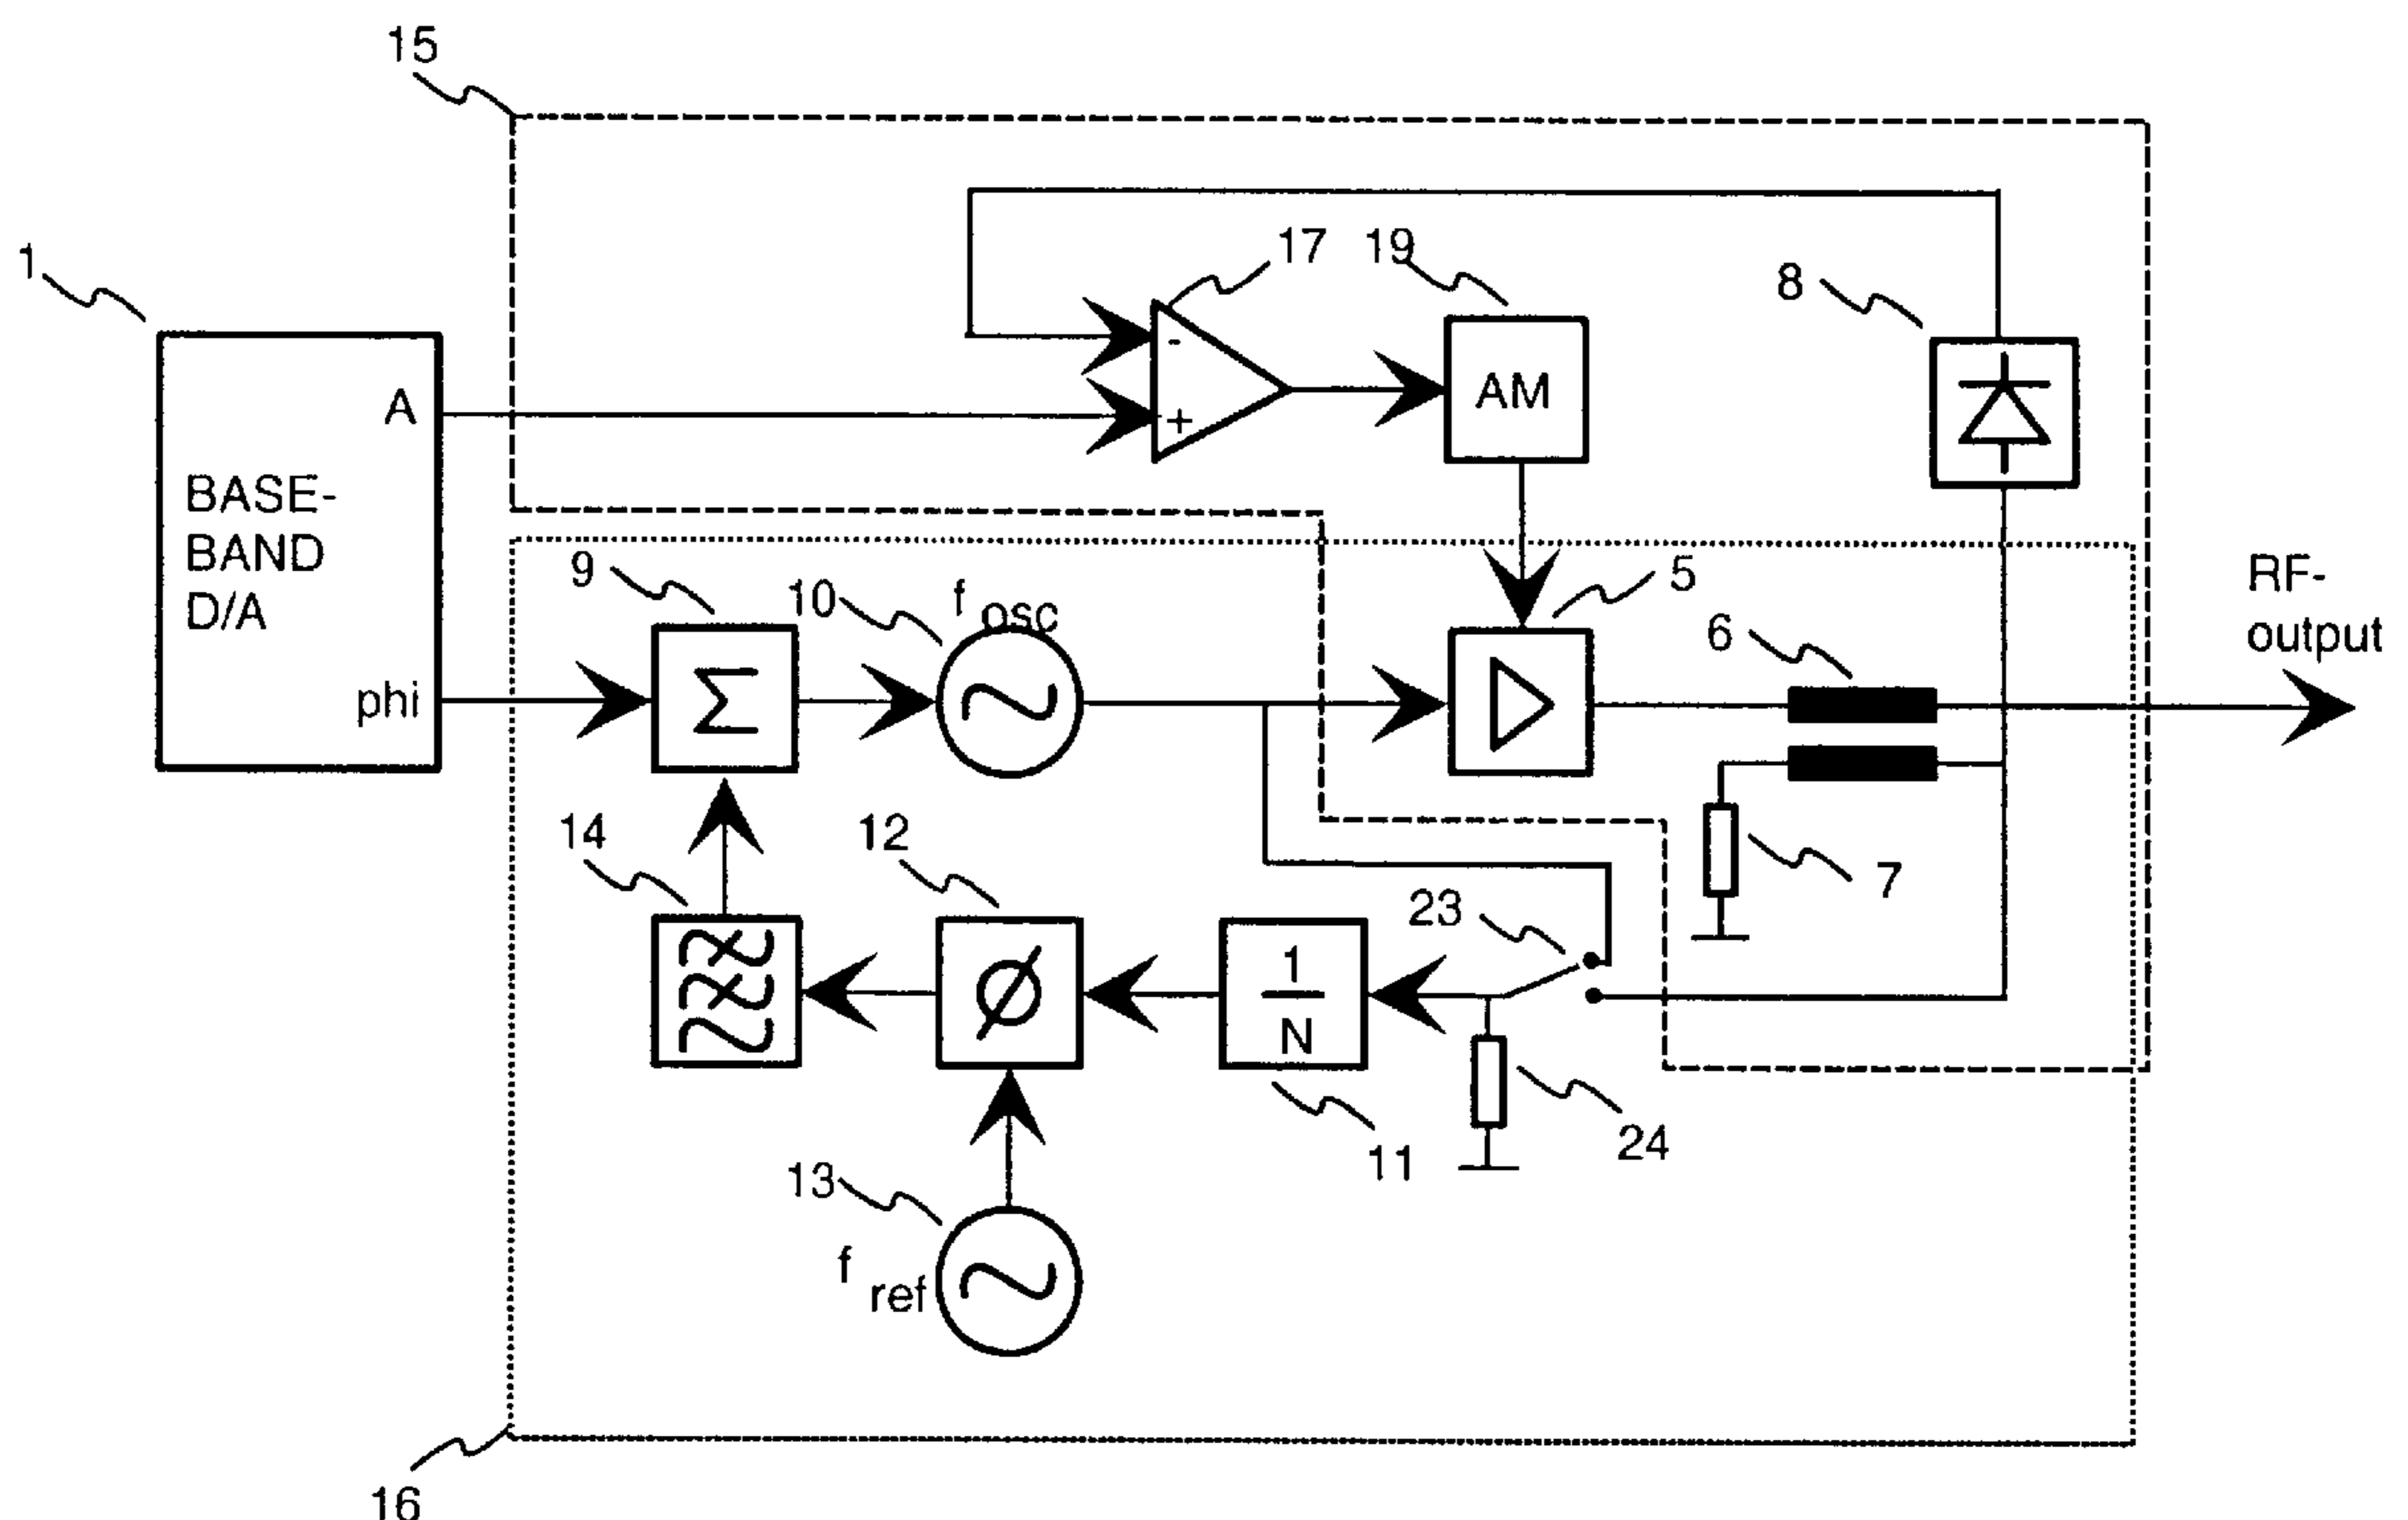 15
1
17
19
8
A
-
+
AM
BASE-
BAND
D/A
phi
9
10
f osc
5
6
RF-
output
Σ
14
12
7
23
Ø
1
N
13
11
24
f ref
16